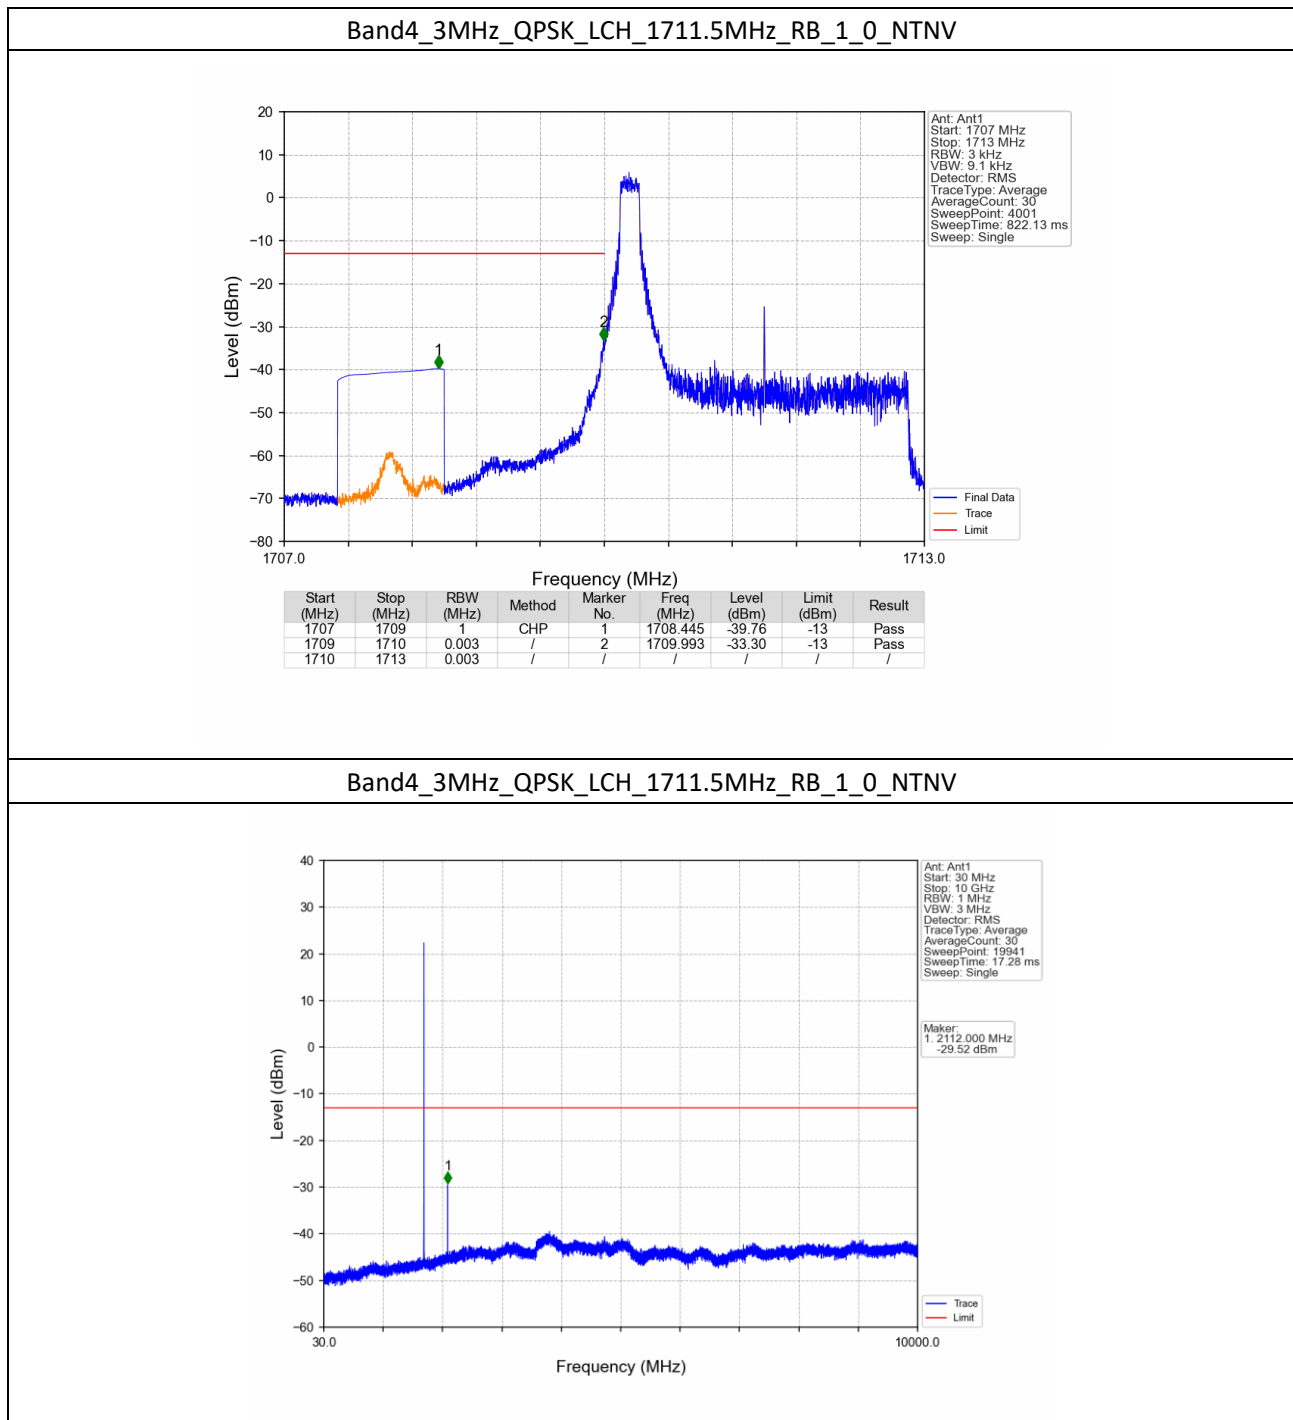 Band4_3MHz_QPSK_LCH_1711.5MHz_RB_1_0_NTNV
20
10
0
−10
−20
−30
−40
−50
−60
−70
−80
Level (dBm)
1
2
1707.0
1713.0
Frequency (MHz)
Ant: Ant1
Start: 1707 MHz
Stop: 1713 MHz
RBW: 3 kHz
VBW: 9.1 kHz
Detector: RMS
TraceType: Average
AverageCount: 30
SweepPoint: 4001
SweepTime: 822.13 ms
Sweep: Single
Final Data
Trace
Limit
Start (MHz) Stop (MHz) RBW (MHz) Method Marker No. Freq (MHz) Level (dBm) Limit (dBm) Result
1707 1709 1 CHP 1 1708.445 -39.76 -13 Pass
1709 1710 0.003 / 2 1709.993 -33.30 -13 Pass
1710 1713 0.003 / / / / / /
Band4_3MHz_QPSK_LCH_1711.5MHz_RB_1_0_NTNV
40
30
20
10
0
−10
−20
−30
−40
−50
−60
Level (dBm)
1
30.0
10000.0
Frequency (MHz)
Ant: Ant1
Start: 30 MHz
Stop: 10 GHz
RBW: 1 MHz
VBW: 3 MHz
Detector: RMS
TraceType: Average
AverageCount: 30
SweepPoint: 19941
SweepTime: 17.28 ms
Sweep: Single
Maker:
1. 2112.000 MHz
-29.52 dBm
Trace
Limit